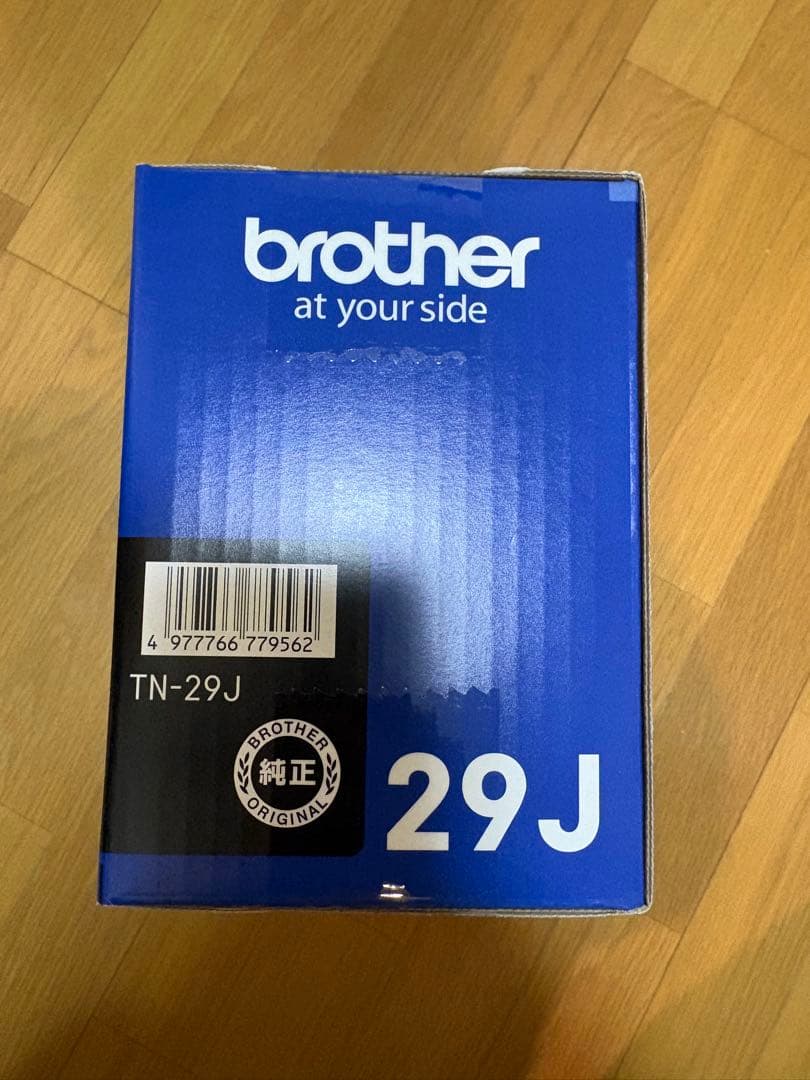 brother
at your side
4 977766 779562
TN-29J
BROTHER
純正
ORIGINAL
29J